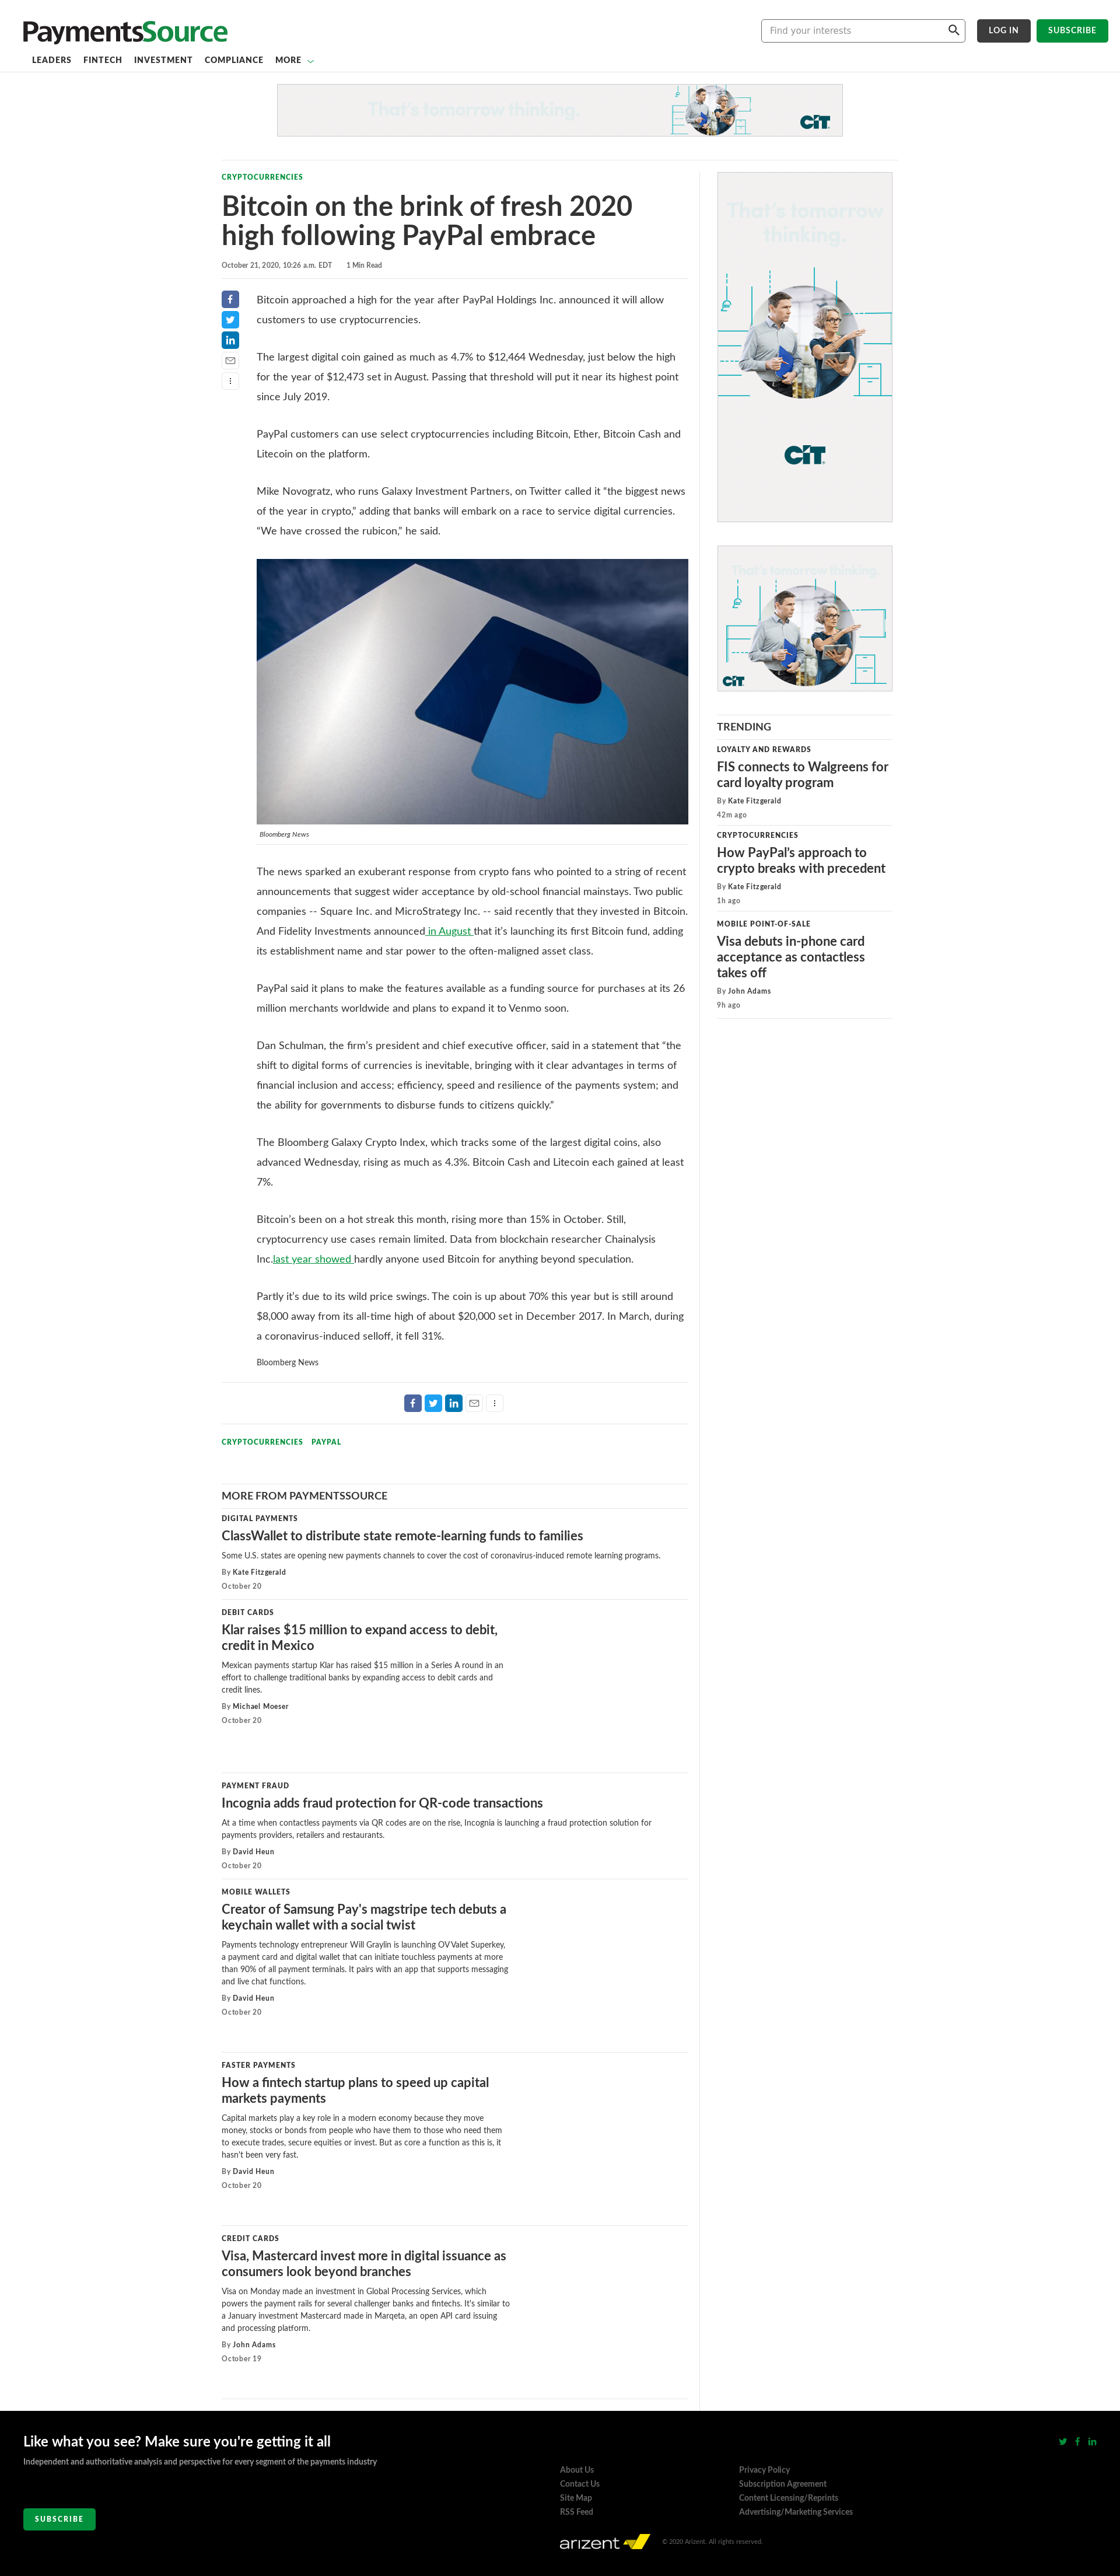 PaymentsSource
Find your interests
LOG IN
SUBSCRIBE
LEADERS FINTECH INVESTMENT COMPLIANCE MORE
That's tomorrow thinking.
CIT
CRYPTOCURRENCIES
Bitcoin on the brink of fresh 2020
high following PayPal embrace
October 21, 2020, 10:26 a.m. EDT 1 Min Read
Bitcoin approached a high for the year after PayPal Holdings Inc. announced it will allow
customers to use cryptocurrencies.
The largest digital coin gained as much as 4.7% to $12,464 Wednesday, just below the high
for the year of $12,473 set in August. Passing that threshold will put it near its highest point
since July 2019.
PayPal customers can use select cryptocurrencies including Bitcoin, Ether, Bitcoin Cash and
Litecoin on the platform.
Mike Novogratz, who runs Galaxy Investment Partners, on Twitter called it “the biggest news
of the year in crypto,” adding that banks will embark on a race to service digital currencies.
“We have crossed the rubicon,” he said.
Bloomberg News
The news sparked an exuberant response from crypto fans who pointed to a string of recent
announcements that suggest wider acceptance by old-school financial mainstays. Two public
companies -- Square Inc. and MicroStrategy Inc. -- said recently that they invested in Bitcoin.
And Fidelity Investments announced in August that it’s launching its first Bitcoin fund, adding
its establishment name and star power to the often-maligned asset class.
PayPal said it plans to make the features available as a funding source for purchases at its 26
million merchants worldwide and plans to expand it to Venmo soon.
Dan Schulman, the firm’s president and chief executive officer, said in a statement that “the
shift to digital forms of currencies is inevitable, bringing with it clear advantages in terms of
financial inclusion and access; efficiency, speed and resilience of the payments system; and
the ability for governments to disburse funds to citizens quickly.”
The Bloomberg Galaxy Crypto Index, which tracks some of the largest digital coins, also
advanced Wednesday, rising as much as 4.3%. Bitcoin Cash and Litecoin each gained at least
7%.
Bitcoin’s been on a hot streak this month, rising more than 15% in October. Still,
cryptocurrency use cases remain limited. Data from blockchain researcher Chainalysis
Inc.last year showed hardly anyone used Bitcoin for anything beyond speculation.
Partly it’s due to its wild price swings. The coin is up about 70% this year but is still around
$8,000 away from its all-time high of about $20,000 set in December 2017. In March, during
a coronavirus-induced selloff, it fell 31%.
Bloomberg News
CRYPTOCURRENCIES PAYPAL
That's tomorrow
thinking.
CIT
That's tomorrow thinking.
CIT
TRENDING
LOYALTY AND REWARDS
FIS connects to Walgreens for
card loyalty program
By Kate Fitzgerald
42m ago
CRYPTOCURRENCIES
How PayPal’s approach to
crypto breaks with precedent
By Kate Fitzgerald
1h ago
MOBILE POINT-OF-SALE
Visa debuts in-phone card
acceptance as contactless
takes off
By John Adams
9h ago
MORE FROM PAYMENTSSOURCE
DIGITAL PAYMENTS
ClassWallet to distribute state remote-learning funds to families
Some U.S. states are opening new payments channels to cover the cost of coronavirus-induced remote learning programs.
By Kate Fitzgerald
October 20
DEBIT CARDS
Klar raises $15 million to expand access to debit,
credit in Mexico
Mexican payments startup Klar has raised $15 million in a Series A round in an
effort to challenge traditional banks by expanding access to debit cards and
credit lines.
By Michael Moeser
October 20
PAYMENT FRAUD
Incognia adds fraud protection for QR-code transactions
At a time when contactless payments via QR codes are on the rise, Incognia is launching a fraud protection solution for
payments providers, retailers and restaurants.
By David Heun
October 20
MOBILE WALLETS
Creator of Samsung Pay's magstripe tech debuts a
keychain wallet with a social twist
Payments technology entrepreneur Will Graylin is launching OV Valet Superkey,
a payment card and digital wallet that can initiate touchless payments at more
than 90% of all payment terminals. It pairs with an app that supports messaging
and live chat functions.
By David Heun
October 20
FASTER PAYMENTS
How a fintech startup plans to speed up capital
markets payments
Capital markets play a key role in a modern economy because they move
money, stocks or bonds from people who have them to those who need them
to execute trades, secure equities or invest. But as core a function as this is, it
hasn't been very fast.
By David Heun
October 20
CREDIT CARDS
Visa, Mastercard invest more in digital issuance as
consumers look beyond branches
Visa on Monday made an investment in Global Processing Services, which
powers the payment rails for several challenger banks and fintechs. It's similar to
a January investment Mastercard made in Marqeta, an open API card issuing
and processing platform.
By John Adams
October 19
Like what you see? Make sure you're getting it all
Independent and authoritative analysis and perspective for every segment of the payments industry
SUBSCRIBE
About Us
Contact Us
Site Map
RSS Feed
Privacy Policy
Subscription Agreement
Content Licensing/Reprints
Advertising/Marketing Services
arizent © 2020 Arizent. All rights reserved.